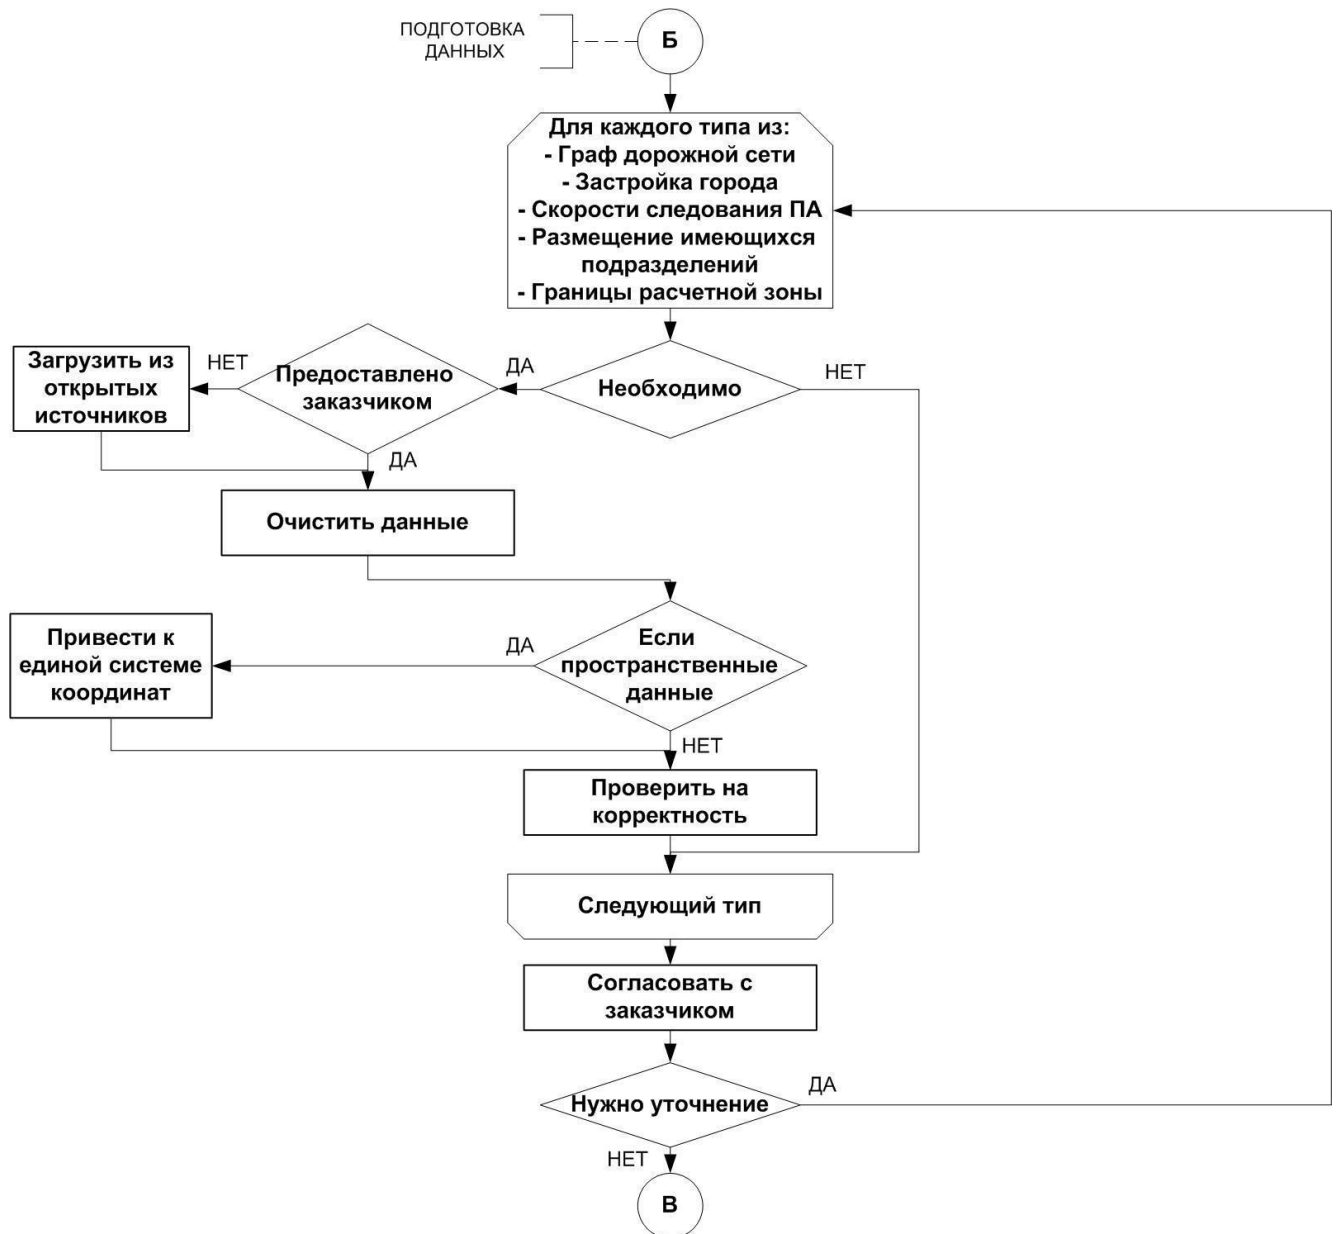 ПОДГОТОВКА
ДАННЫХ
Б
Для каждого типа из:
- Граф дорожной сети
- Застройка города
- Скорости следования ПА
- Размещение имеющихся
подразделений
- Границы расчетной зоны
Загрузить из
открытых
источников
НЕТ
Предоставлено
заказчиком
ДА
Необходимо
НЕТ
ДА
Очистить данные
Привести к
единой системе
координат
ДА
Если
пространственные
данные
НЕТ
Проверить на
корректность
Следующий тип
Согласовать с
заказчиком
Нужно уточнение
ДА
НЕТ
В